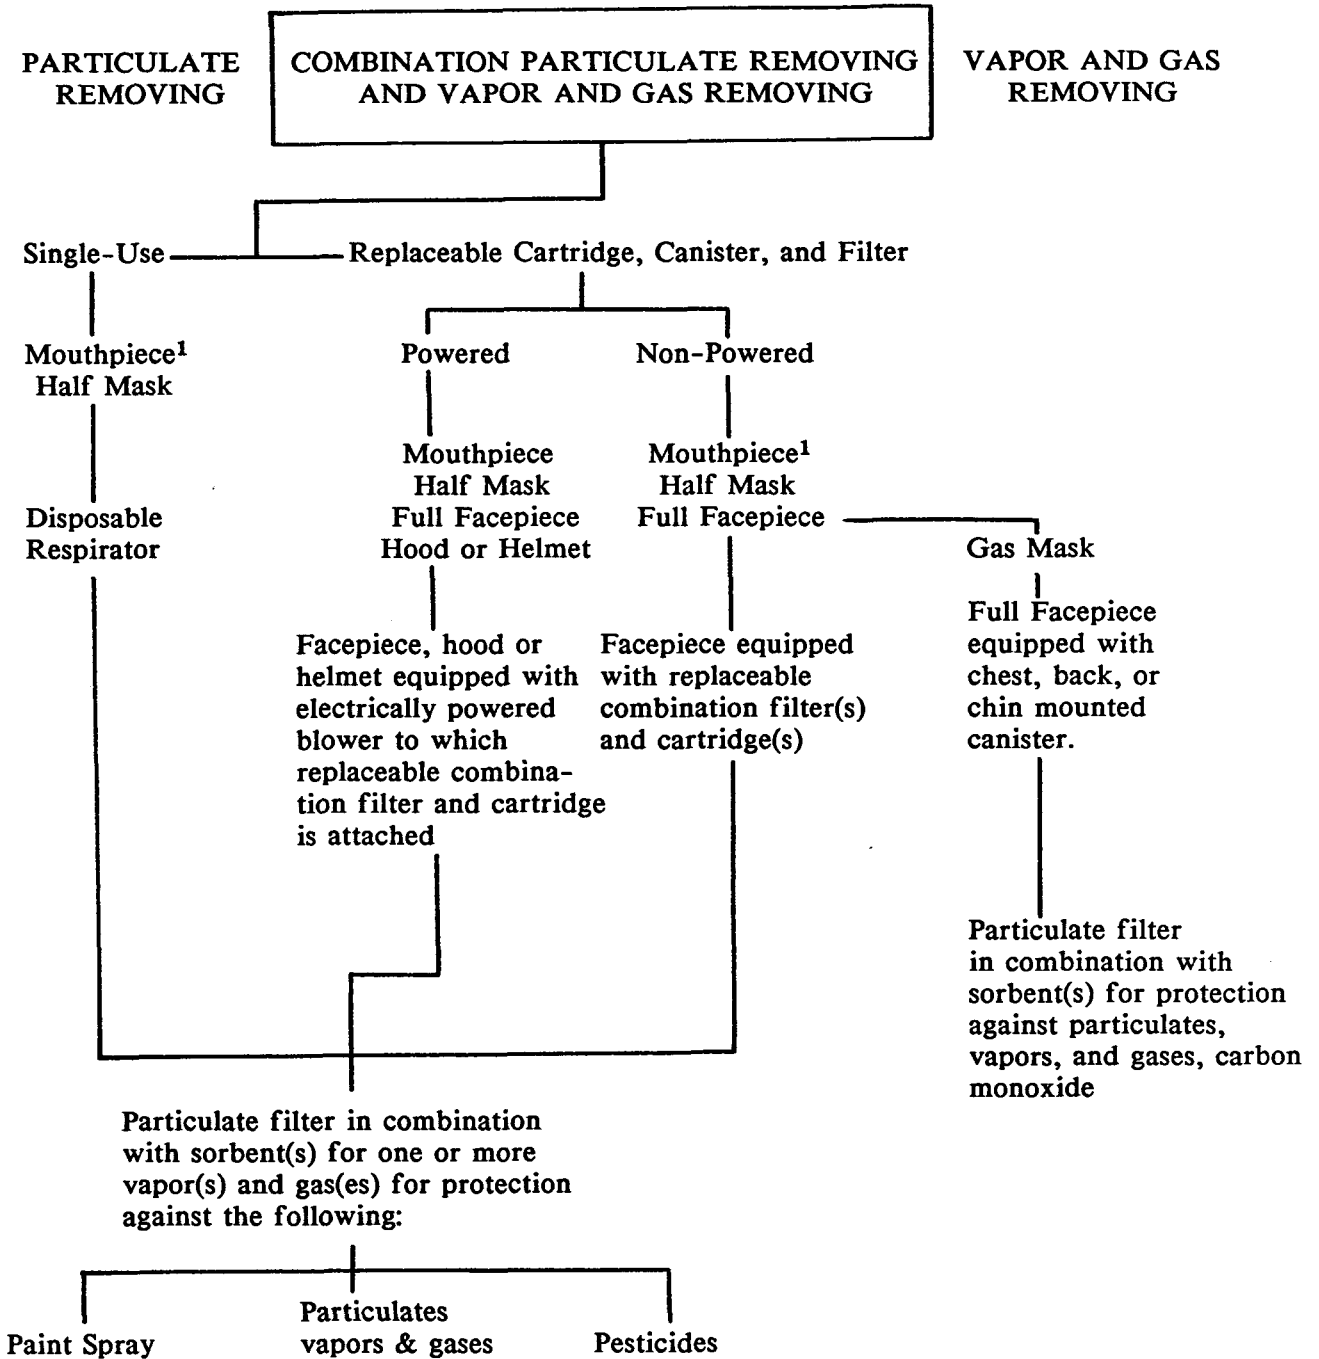 PARTICULATE
REMOVING
COMBINATION PARTICULATE REMOVING
AND VAPOR AND GAS REMOVING
VAPOR AND GAS
REMOVING
Single-Use
Replaceable Cartridge, Canister, and Filter
Mouthpiece¹
Half Mask
Powered
Non-Powered
Mouthpiece
Half Mask
Full Facepiece
Hood or Helmet
Mouthpiece¹
Half Mask
Full Facepiece
Disposable
Respirator
Gas Mask
Full Facepiece
equipped with
chest, back, or
chin mounted
canister.
Facepiece, hood or
helmet equipped with
electrically powered
blower to which
replaceable combina-
tion filter and cartridge
is attached
Facepiece equipped
with replaceable
combination filter(s)
and cartridge(s)
Particulate filter
in combination with
sorbent(s) for protection
against particulates,
vapors, and gases, carbon
monoxide
Particulate filter in combination
with sorbent(s) for one or more
vapor(s) and gas(es) for protection
against the following:
Paint Spray
Particulates
vapors & gases
Pesticides